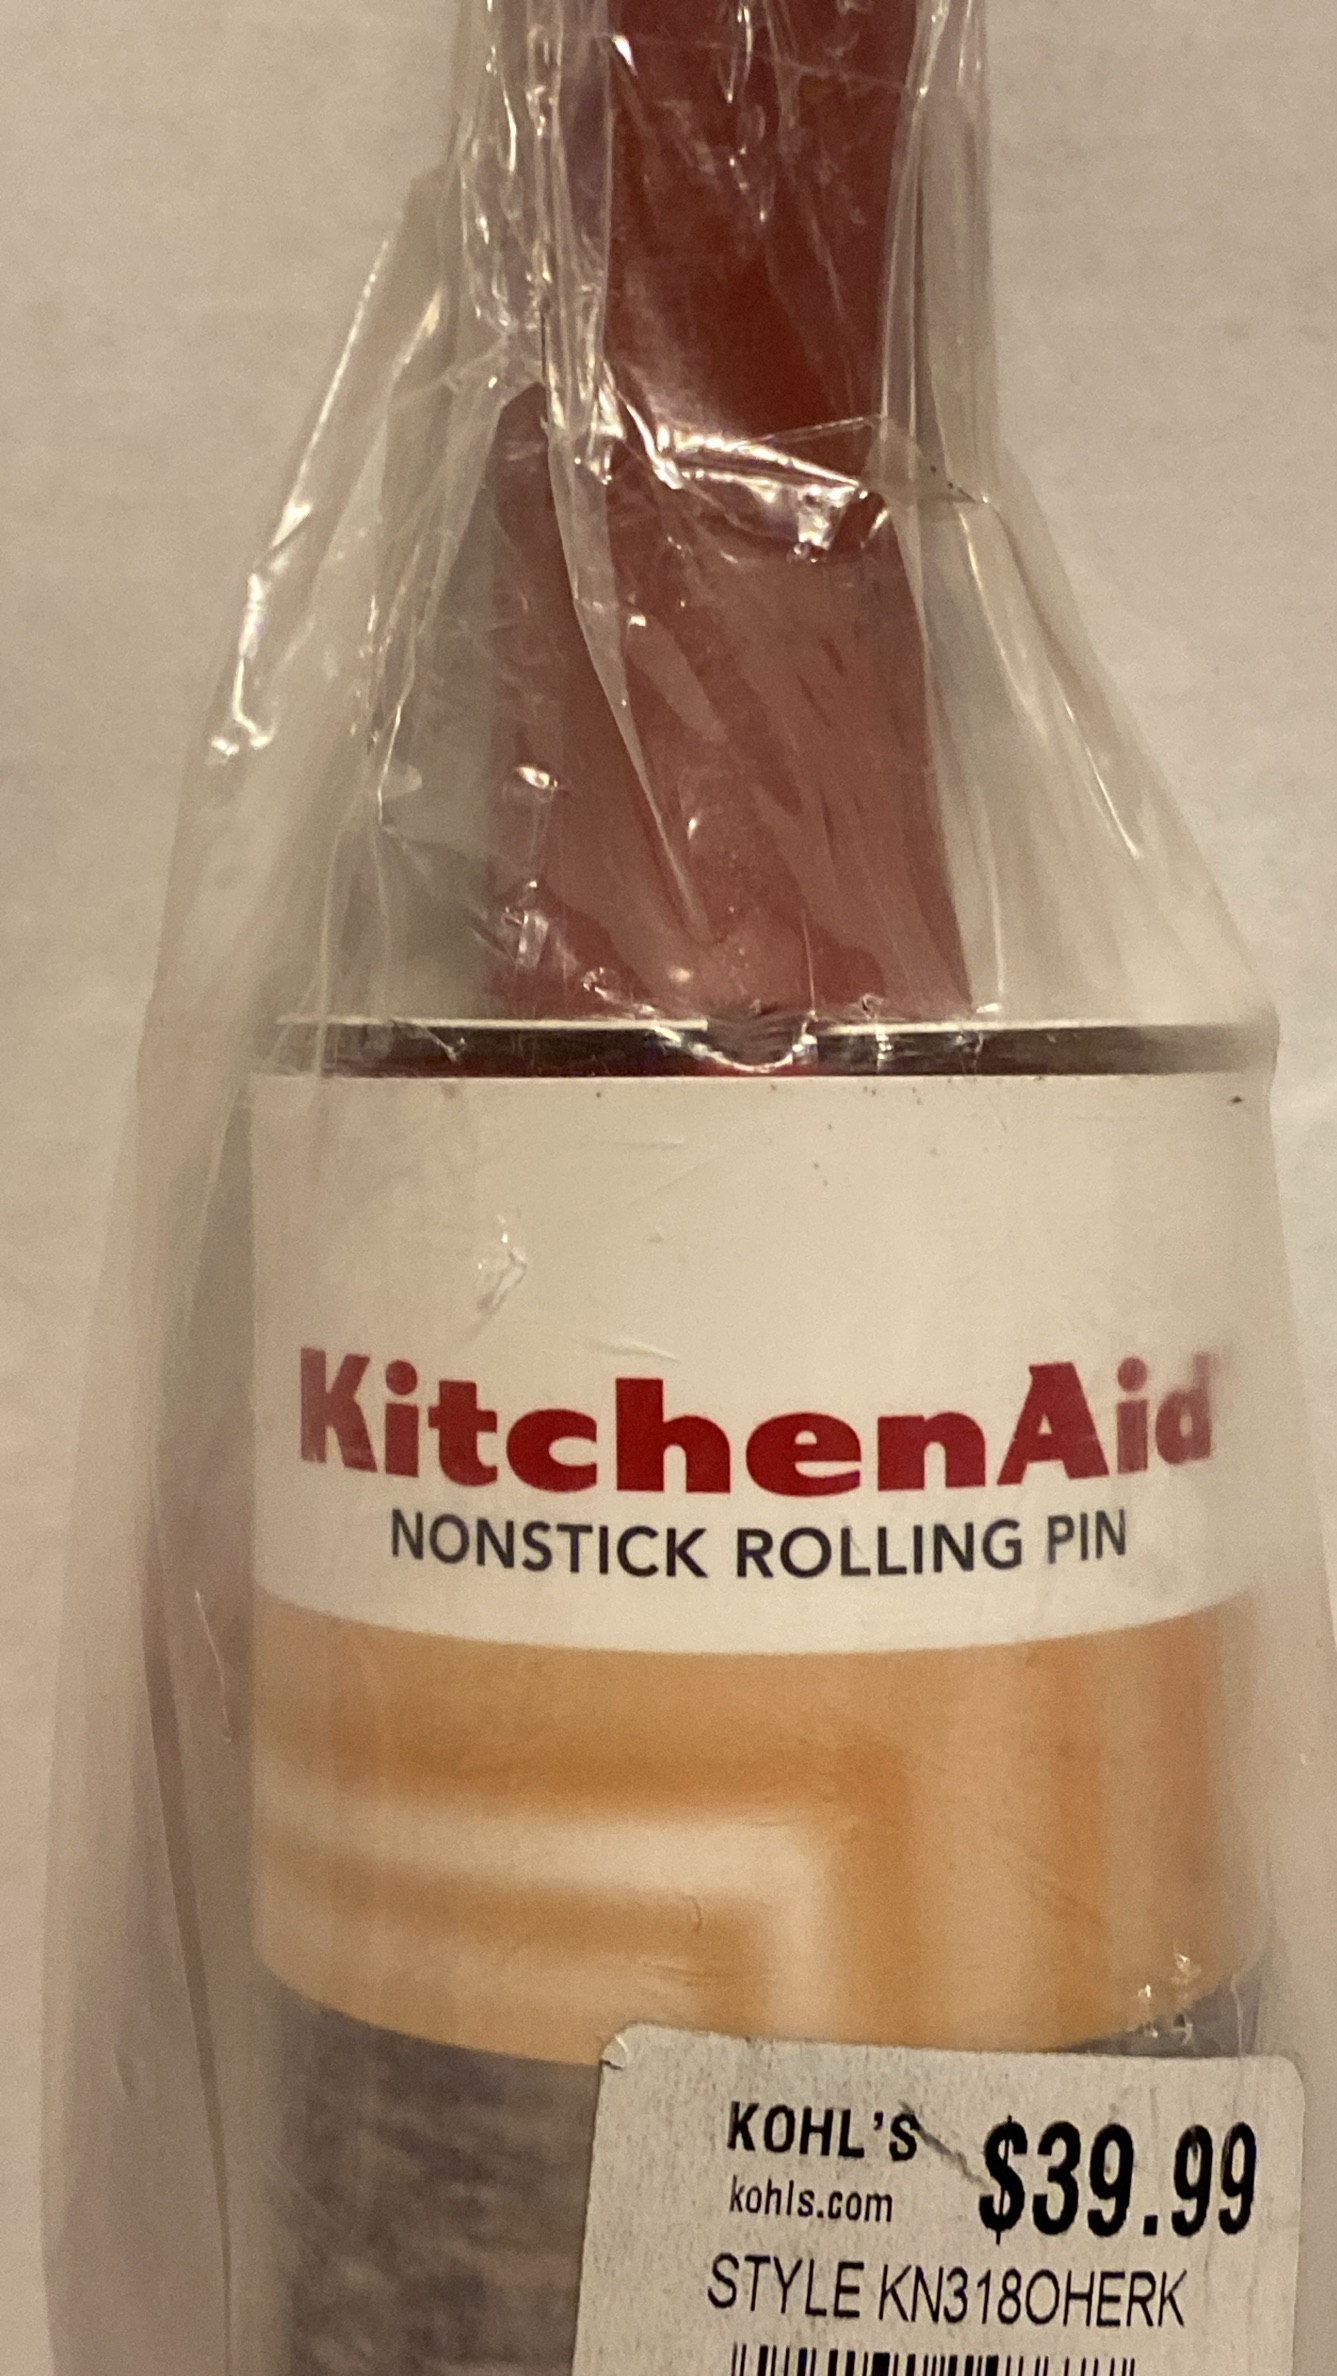 KitchenAid
NONSTICK ROLLING PIN
KOHL'S $39.99
kohls.com
STYLE KN318OHERK